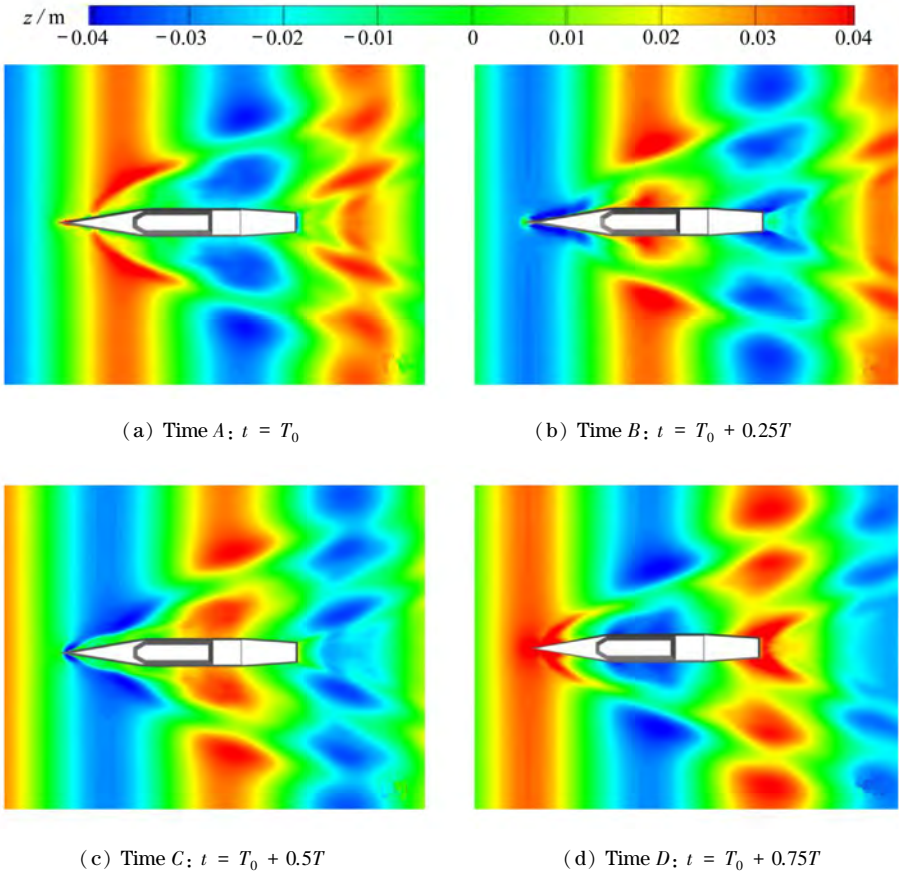 z / m
−0.04 −0.03 −0.02 −0.01 0 0.01 0.02 0.03 0.04
(a) Time A: t = T₀
(b) Time B: t = T₀ + 0.25T
(c) Time C: t = T₀ + 0.5T
(d) Time D: t = T₀ + 0.75T